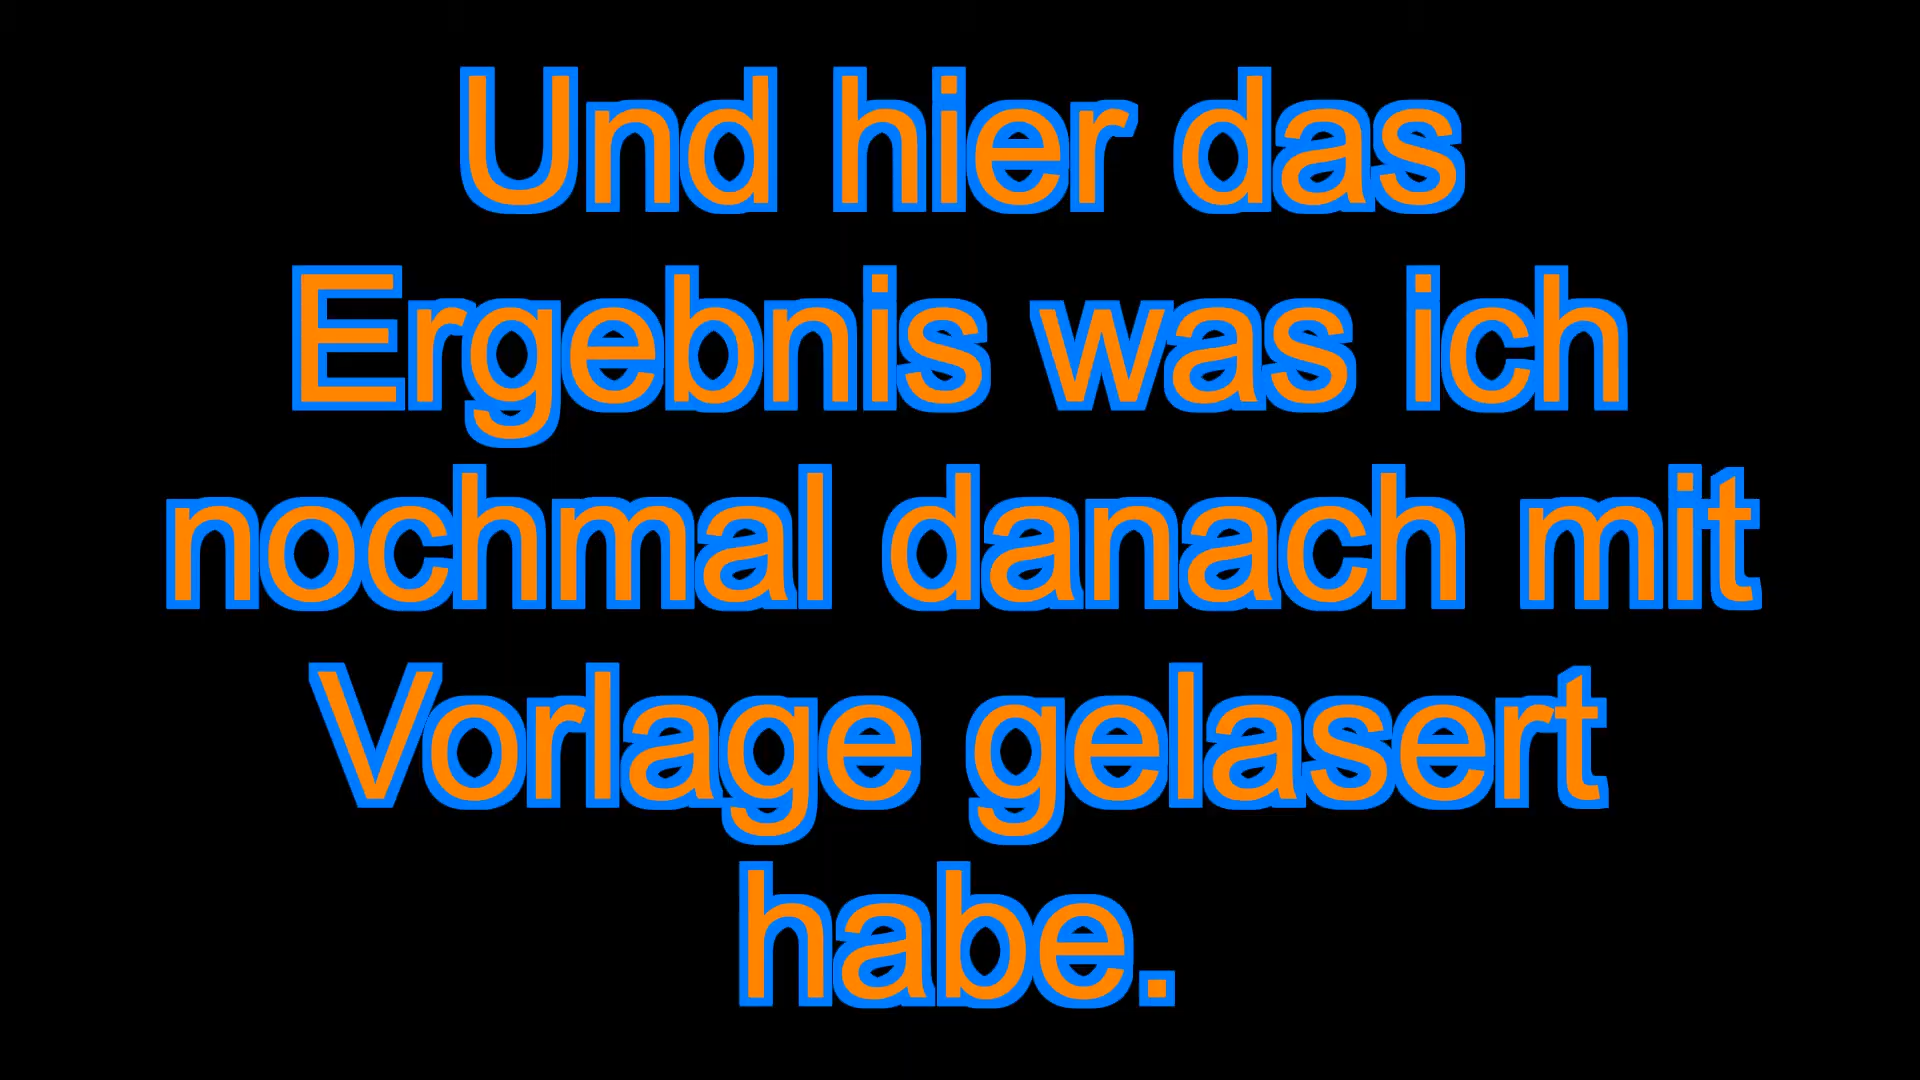 Und hier das
Ergebnis was ich
nochmal danach mit
Vorlage gelasert
habe.